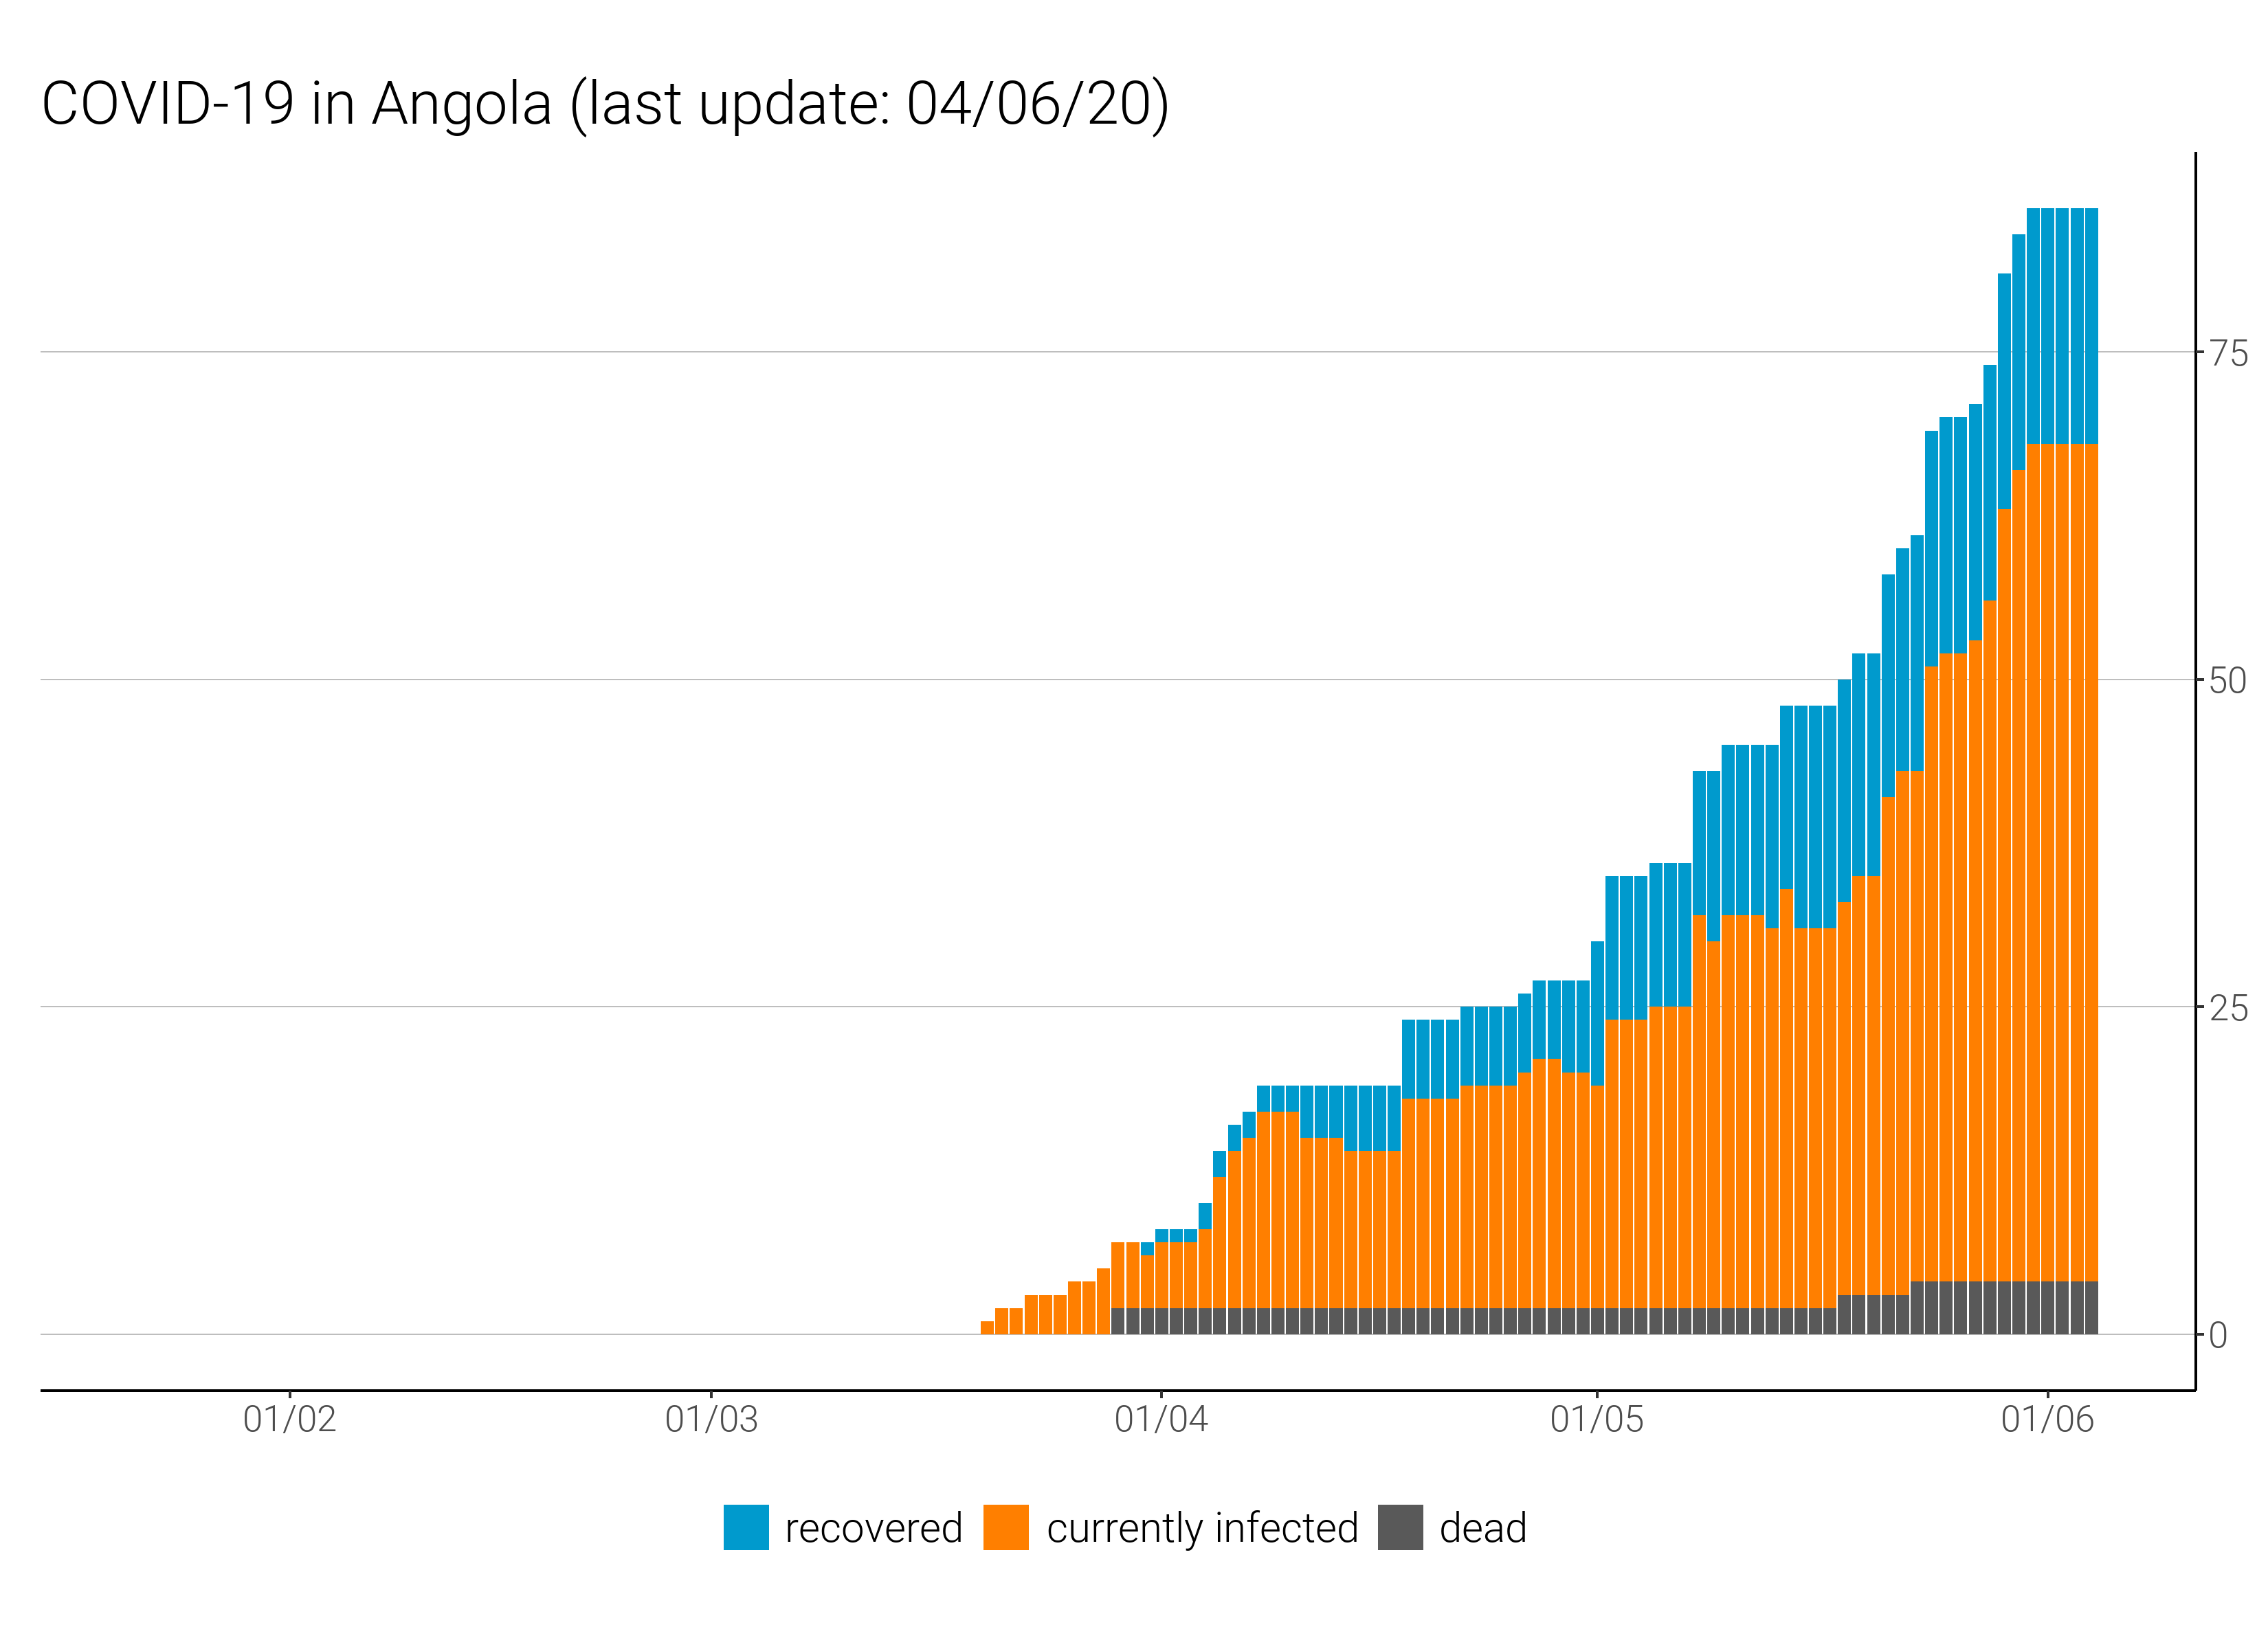 COVID-19 in Angola (last update: 04/06/20)
75
50
25
0
01/02 01/03 01/04 01/05 01/06
recovered currently infected dead